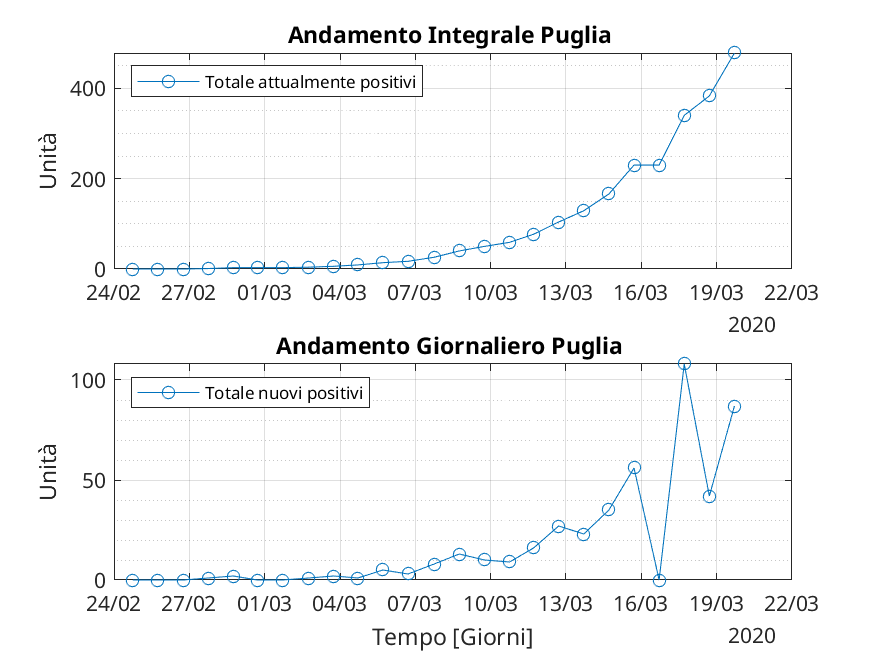 Andamento Integrale Puglia
Totale attualmente positivi
Unità
400
200
0
24/02 27/02 01/03 04/03 07/03 10/03 13/03 16/03 19/03 22/03
2020
Andamento Giornaliero Puglia
Totale nuovi positivi
Unità
100
50
0
24/02 27/02 01/03 04/03 07/03 10/03 13/03 16/03 19/03 22/03
Tempo [Giorni]
2020